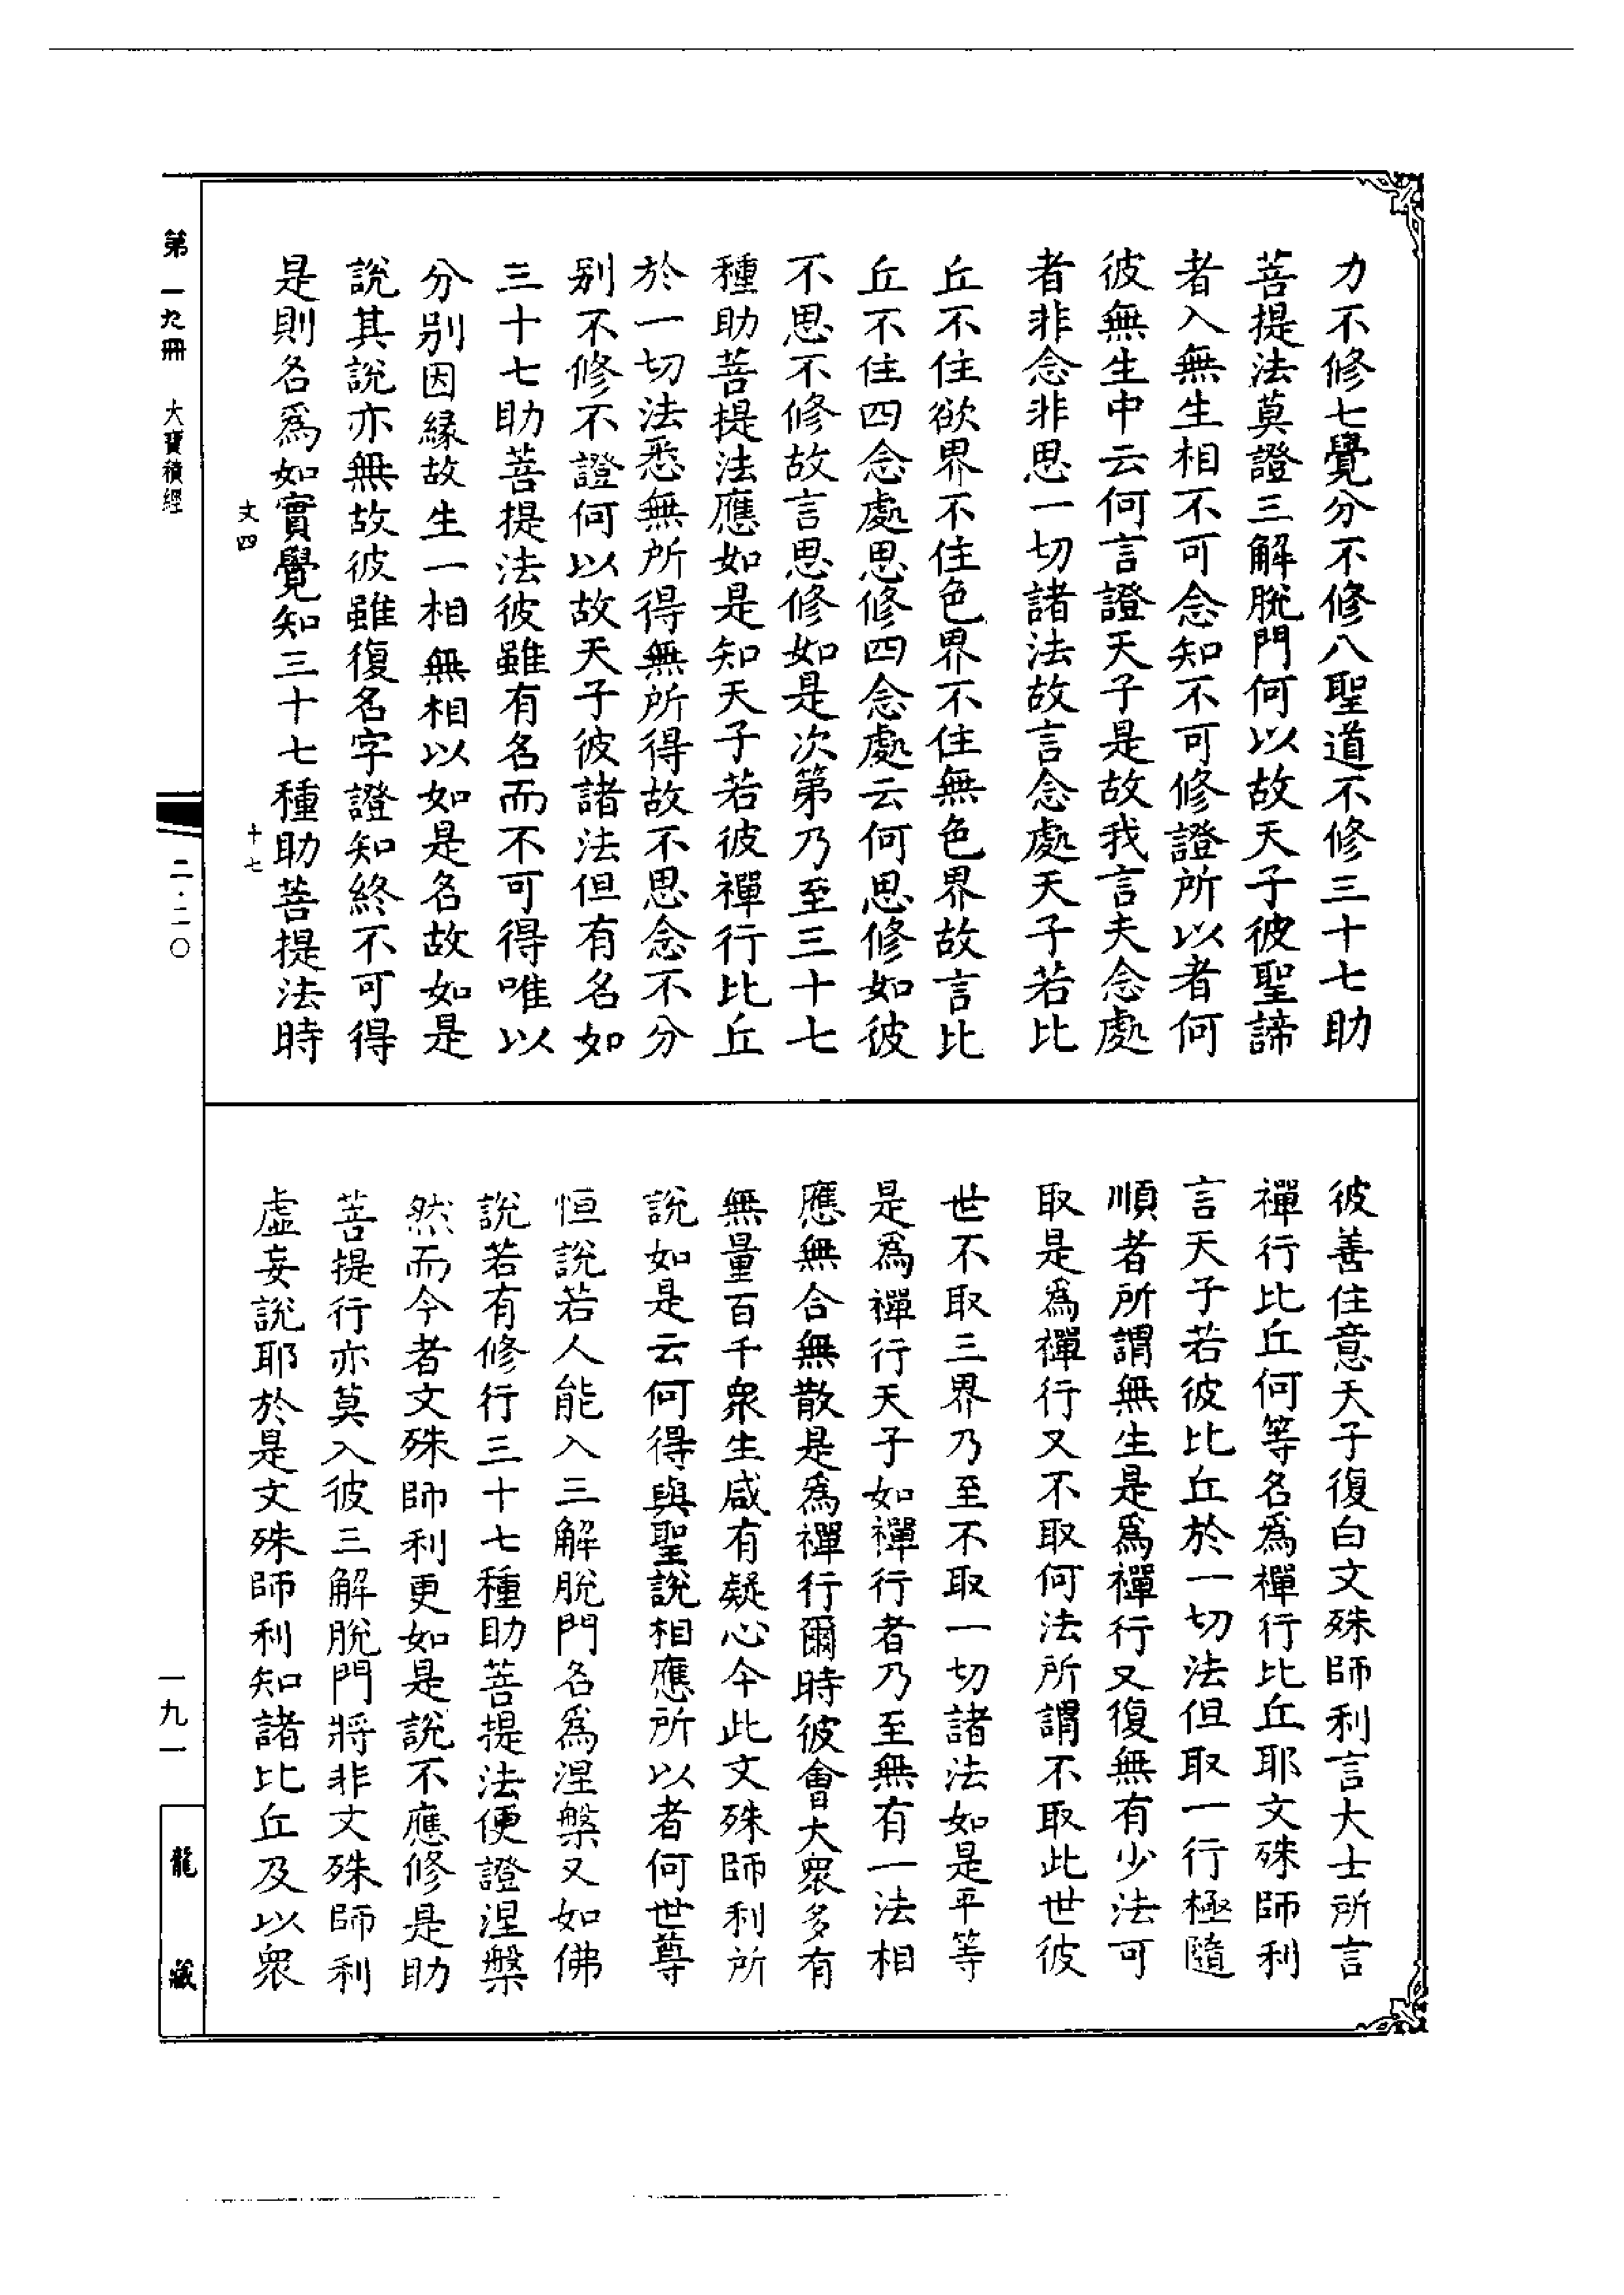 力不修七覺分不修八聖道不修三十七助
菩提法莫證三解脫門何以故天子彼聖諦
者入無生相不可念知不可修證所以者何
彼無生中云何言證天子是故我言夫念處
者非念非思一切諸法故言念處天子若比
丘不住欲界不住色界不住無色界故言比
丘不住四念處思修四念處云何思修如彼
不思不修故言思修如是次第乃至三十七
種助菩提法應如是知天子若彼禪行比丘
於一切法悉無所得無所得故不思念不分
别不修不證何以故天子彼諸法但有名如
三十七助菩提法彼雖有名而不可得唯以
分别因緣故生一相無相以如是名故如是
說其說亦無故彼雖復名字證知終不可得
是則名爲如實覺知三十七種助菩提法時
文四
十七
彼善住意天子復白文殊師利言大士所言
禪行比丘何等名爲禪行比丘耶文殊師利
言天子若彼比丘於一切法但取一行極隨
順者所謂無生是爲禪行又復無有少法可
取是爲禪行又不取何法所謂不取此世彼
世不取三界乃至不取一切諸法如是平等
是爲禪行天子如禪行者乃至無有一法相
應無合無散是爲禪行爾時彼會大衆多有
無量百千衆生咸有疑心今此文殊師利所
說如是云何得與聖說相應所以者何世尊
恒說若人能入三解脫門名爲涅槃又如佛
說若有修行三十七種助菩提法便證涅槃
然而今者文殊師利更如是說不應修是助
菩提行亦莫入彼三解脫門將非文殊師利
虛妄說耶於是文殊師利知諸比丘及以衆
第一九冊 大寶積經
二·二〇
一九一
龍藏